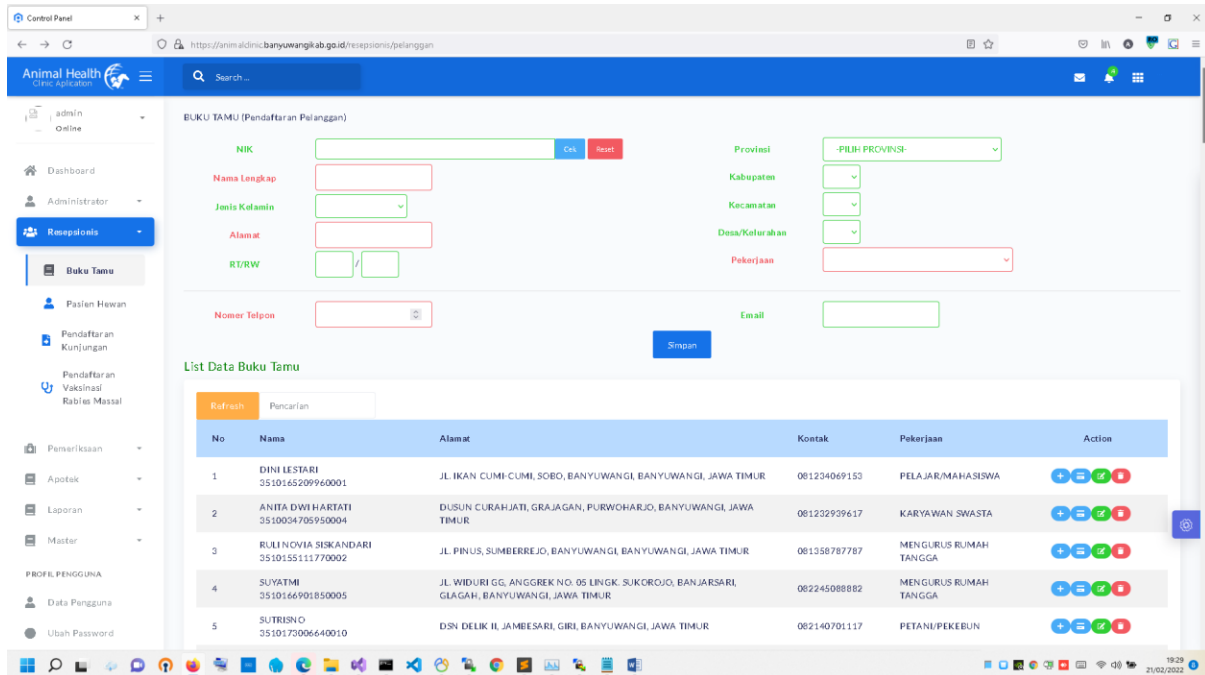 Control Panel
https://animalclinic.banyuwangikab.go.id/resepsionis/pelanggan
Animal Health
Clinic Aplication
Search ...
4
admin
Online
Dashboard
Administrator
Resepsionis
Buku Tamu
Pasien Hewan
Pendaftaran
Kunjungan
Pendaftaran
Vaksinasi
Rabies Massal
Pemeriksaan
Apotek
Laporan
Master
PROFIL PENGGUNA
Data Pengguna
Ubah Password
BUKU TAMU (Pendaftaran Pelanggan)
NIK
Cek
Reset
Nama Lengkap
Jenis Kelamin
Alamat
RT/RW
/
Provinsi
-PILIH PROVINSI-
Kabupaten
Kecamatan
Desa/Kelurahan
Pekerjaan
Nomer Telpon
Email
Simpan
List Data Buku Tamu
Refresh
Pencarian
No Nama Alamat Kontak Pekerjaan Action
1 DINI LESTARI
3510165209960001 JL. IKAN CUMI-CUMI, SOBO, BANYUWANGI, BANYUWANGI, JAWA TIMUR 081234069153 PELAJAR/MAHASISWA
2 ANITA DWI HARTATI
3510034705950004 DUSUN CURAHJATI, GRAJAGAN, PURWOHARJO, BANYUWANGI, JAWA
TIMUR 081232939617 KARYAWAN SWASTA
3 RULI NOVIA SISKANDARI
3510155111770002 JL. PINUS, SUMBERREJO, BANYUWANGI, BANYUWANGI, JAWA TIMUR 081358787787 MENGURUS RUMAH
TANGGA
4 SUYATMI
3510166901850005 JL. WIDURI GG, ANGGREK NO. 05 LINGK. SUKOROJO, BANJARSARI,
GLAGAH, BANYUWANGI, JAWA TIMUR 082245088882 MENGURUS RUMAH
TANGGA
5 SUTRISNO
3510173006640010 DSN DELIK II, JAMBESARI, GIRI, BANYUWANGI, JAWA TIMUR 082140701117 PETANI/PEKEBUN
19:29
21/02/2022